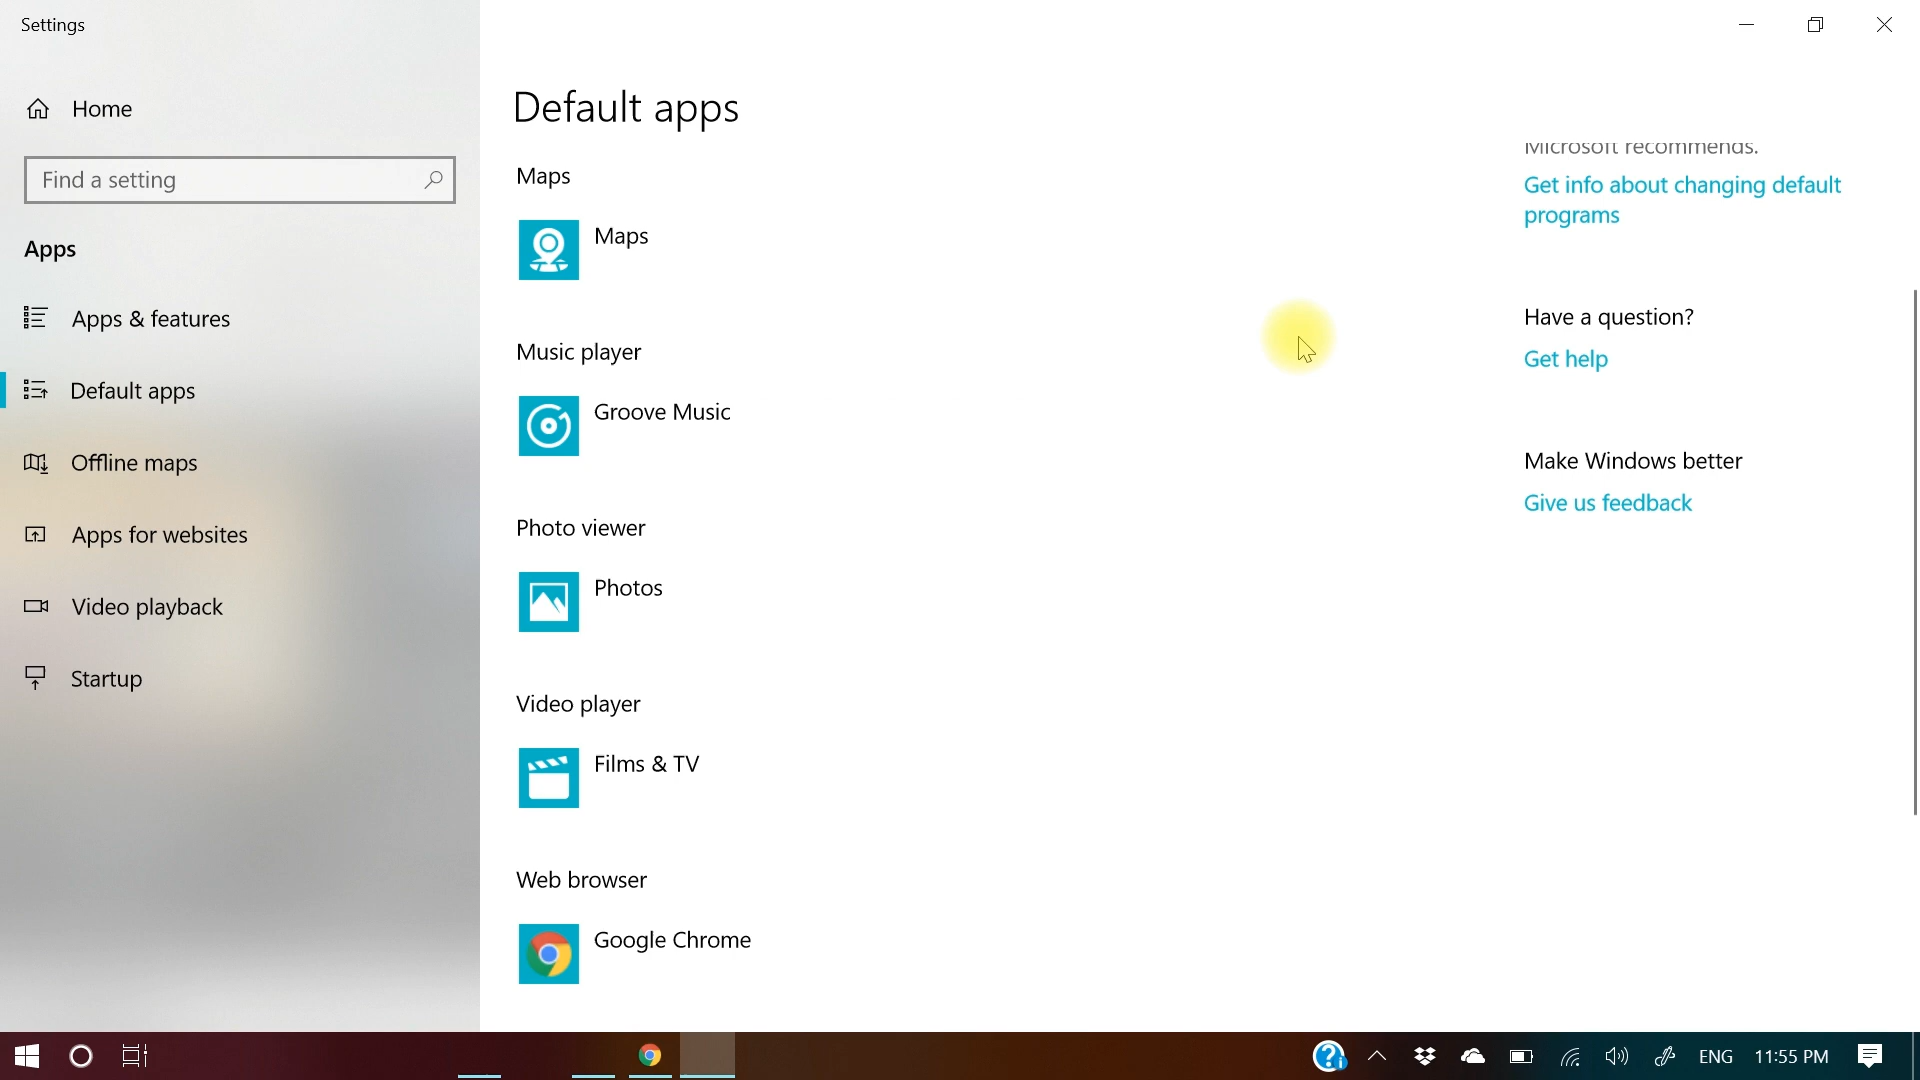 Settings
Home
Find a setting
Apps
Apps & features
Default apps
Offline maps
Apps for websites
Video playback
Startup
Default apps
Maps
Maps
Music player
Groove Music
Photo viewer
Photos
Video player
Films & TV
Web browser
Google Chrome
Microsoft recommends.
Get info about changing default
programs
Have a question?
Get help
Make Windows better
Give us feedback
ENG
11:55 PM